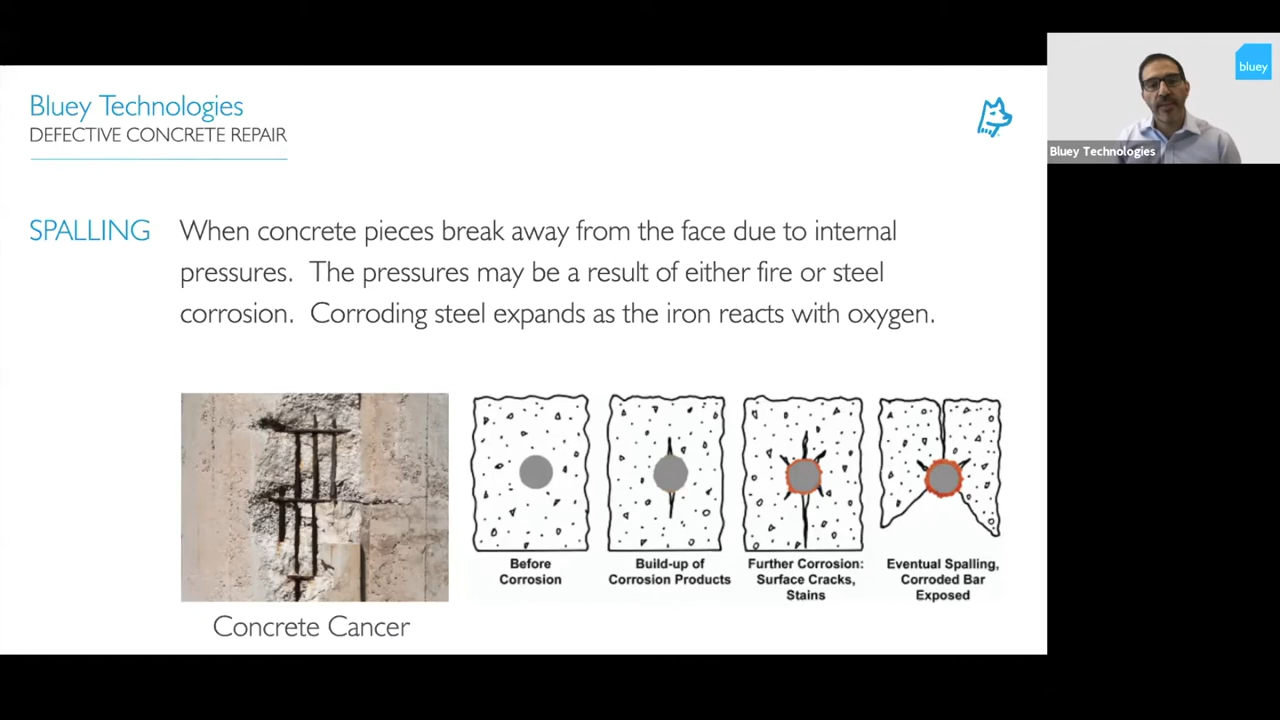 Bluey Technologies
DEFECTIVE CONCRETE REPAIR
bluey
Bluey Technologies
SPALLING When concrete pieces break away from the face due to internal
pressures. The pressures may be a result of either fire or steel
corrosion. Corroding steel expands as the iron reacts with oxygen.
Before
Corrosion
Build-up of
Corrosion Products
Further Corrosion:
Surface Cracks,
Stains
Eventual Spalling,
Corroded Bar
Exposed
Concrete Cancer